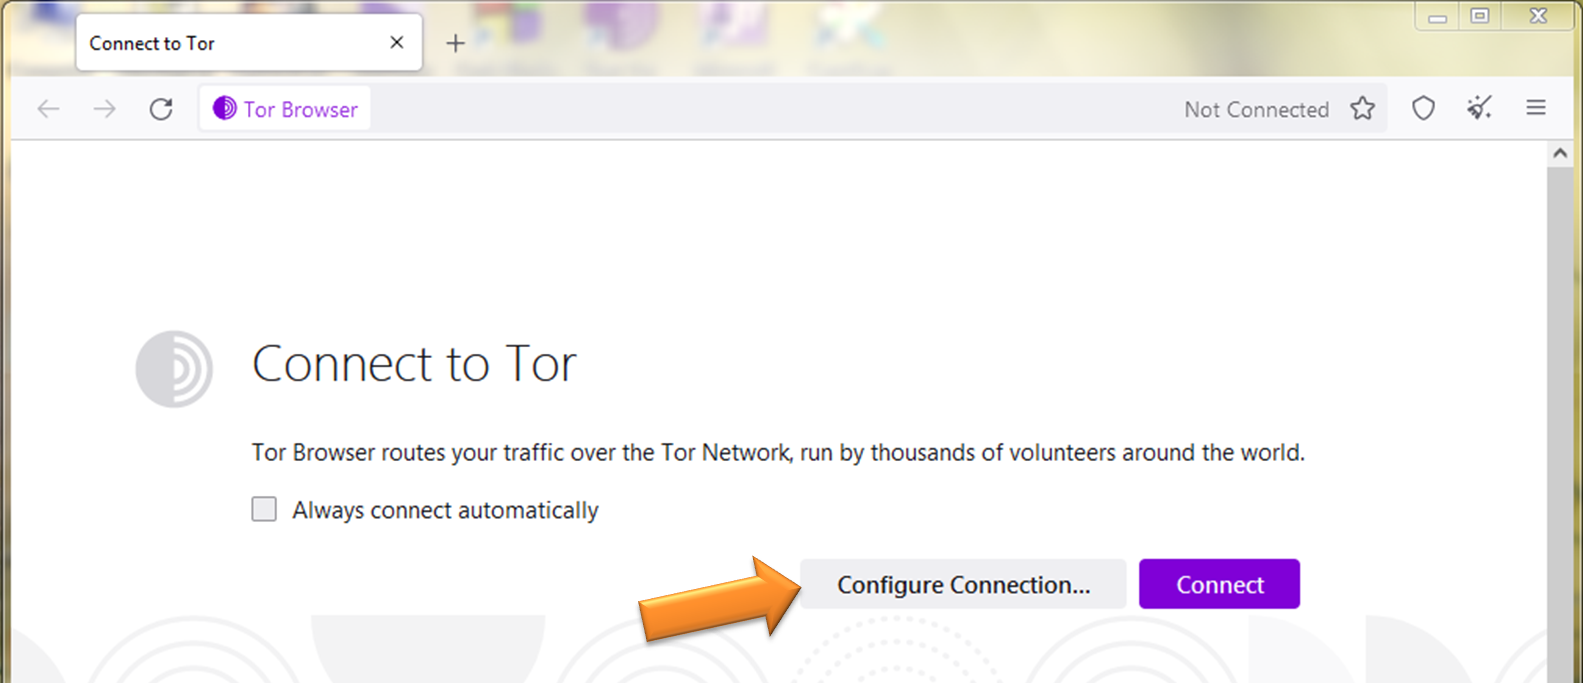 Connect to Tor
Tor Browser
Not Connected
Connect to Tor
Tor Browser routes your traffic over the Tor Network, run by thousands of volunteers around the world.
Always connect automatically
Configure Connection...
Connect